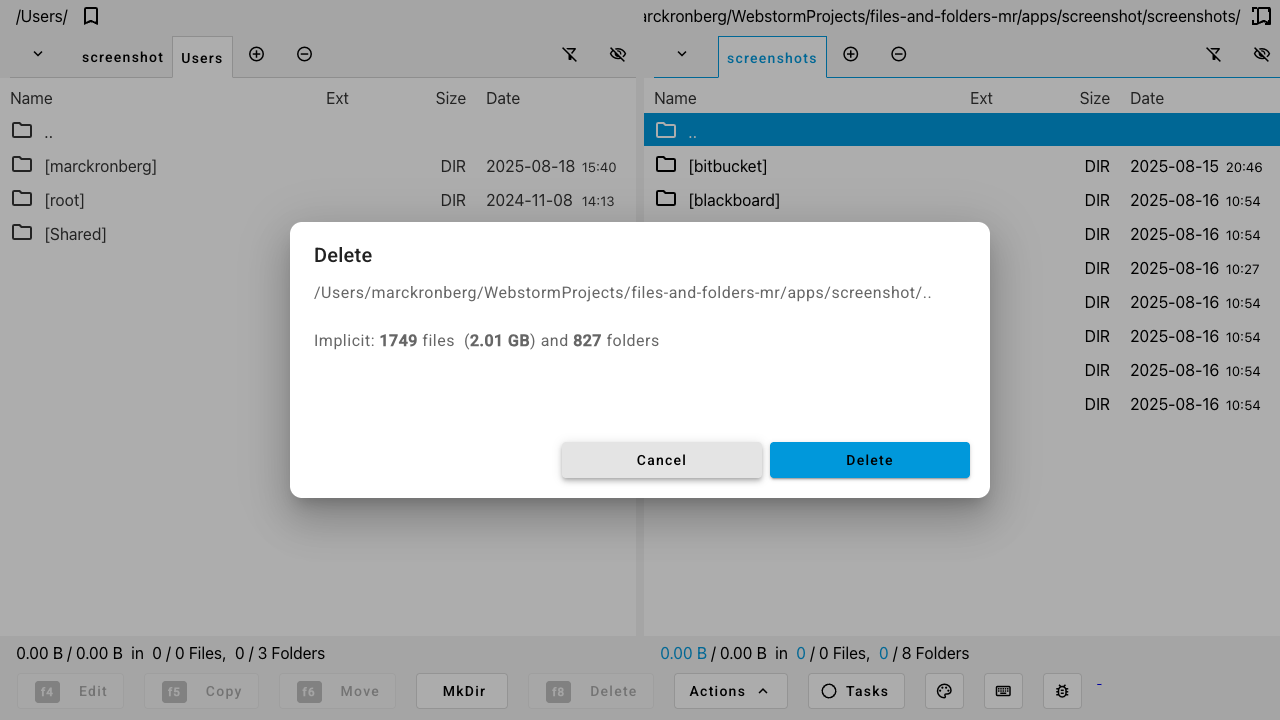 /Users/
rckronberg/WebstormProjects/files-and-folders-mr/apps/screenshot/screenshots/
screenshot Users
screenshots
Name Ext Size Date
Name Ext Size Date
..
..
[marckronberg] DIR 2025-08-18 15:40
[bitbucket] DIR 2025-08-15 20:46
[root] DIR 2024-11-08 14:13
[blackboard] DIR 2025-08-16 10:54
[Shared]
DIR 2025-08-16 10:54
DIR 2025-08-16 10:27
DIR 2025-08-16 10:54
DIR 2025-08-16 10:54
DIR 2025-08-16 10:54
DIR 2025-08-16 10:54
Delete
/Users/marckronberg/WebstormProjects/files-and-folders-mr/apps/screenshot/..
Implicit: 1749 files (2.01 GB) and 827 folders
Cancel Delete
0.00 B / 0.00 B in 0 / 0 Files, 0 / 3 Folders
0.00 B / 0.00 B in 0 / 0 Files, 0 / 8 Folders
f4 Edit f5 Copy f6 Move MkDir f8 Delete Actions Tasks